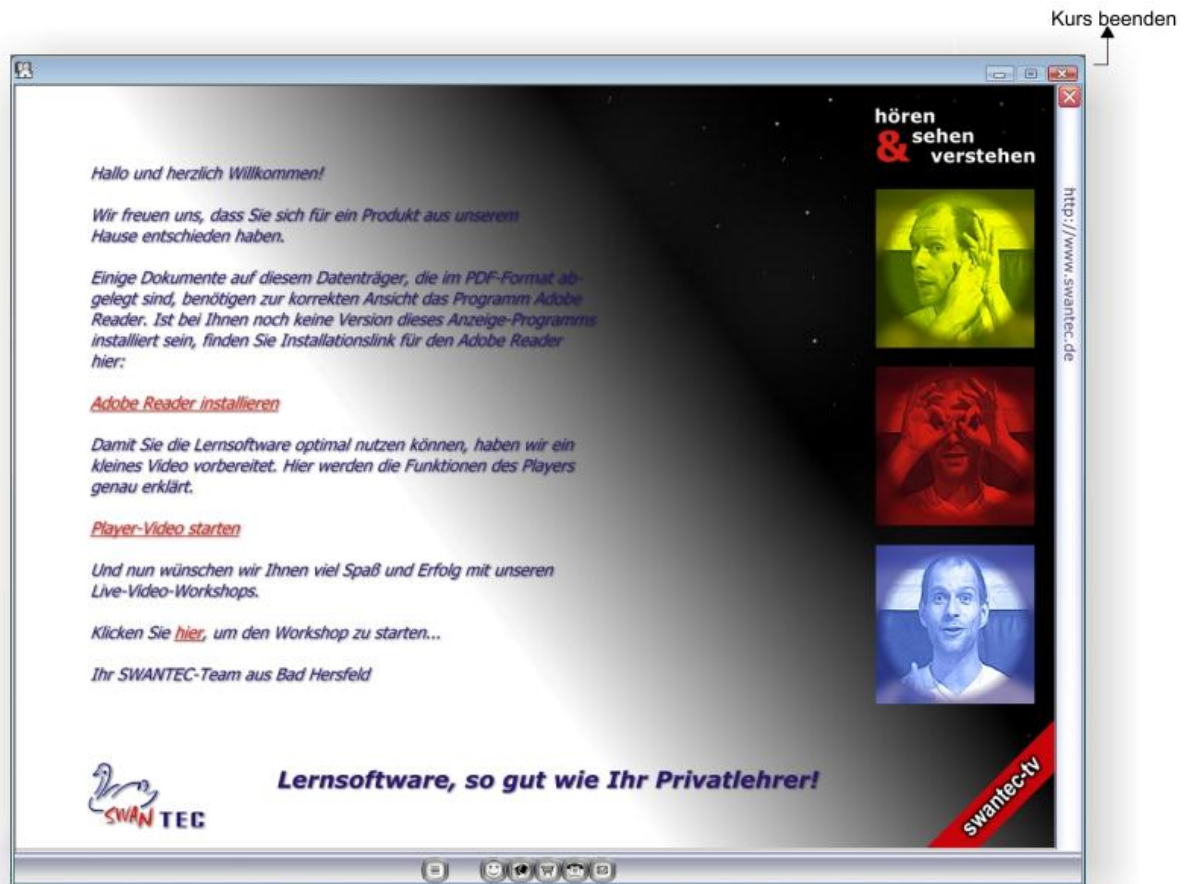 Kurs beenden
hören
& sehen
verstehen
Hallo und herzlich Willkommen!
Wir freuen uns, dass Sie sich für ein Produkt aus unserem
Hause entschieden haben.
Einige Dokumente auf diesem Datenträger, die im PDF-Format ab-
gelegt sind, benötigen zur korrekten Ansicht das Programm Adobe
Reader. Ist bei Ihnen noch keine Version dieses Anzeige-Programms
installiert sein, finden Sie Installationslink für den Adobe Reader
hier:
Adobe Reader installieren
Damit Sie die Lernsoftware optimal nutzen können, haben wir ein
kleines Video vorbereitet. Hier werden die Funktionen des Players
genau erklärt.
Player-Video starten
Und nun wünschen wir Ihnen viel Spaß und Erfolg mit unseren
Live-Video-Workshops.
Klicken Sie hier, um den Workshop zu starten...
Ihr SWANTEC-Team aus Bad Hersfeld
http://www.swantec.de
SWANTEC
Lernsoftware, so gut wie Ihr Privatlehrer!
swantec-tv